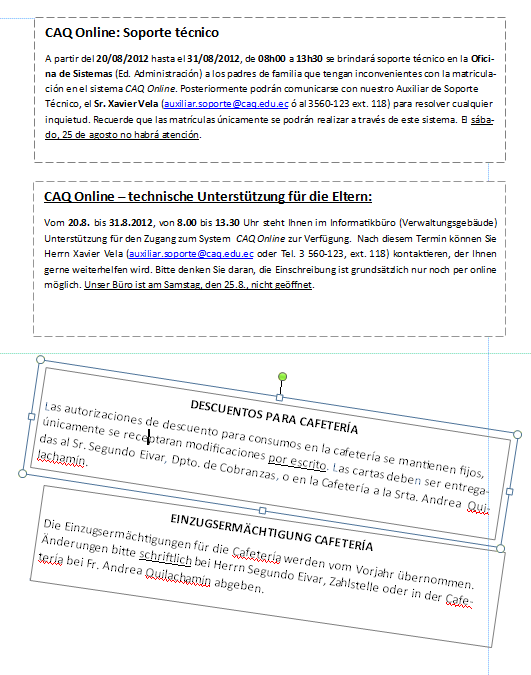 CAQ Online: Soporte técnico
A partir del 20/08/2012 hasta el 31/08/2012, de 08h00 a 13h30 se brindará soporte técnico en la Ofici-
na de Sistemas (Ed. Administración) a los padres de familia que tengan inconvenientes con la matricula-
ción en el sistema CAQ Online. Posteriormente podrán comunicarse con nuestro Auxiliar de Soporte
Técnico, el Sr. Xavier Vela (auxiliar.soporte@caq.edu.ec ó al 3560-123 ext. 118) para resolver cualquier
inquietud. Recuerde que las matrículas únicamente se podrán realizar a través de este sistema. El sába-
do, 25 de agosto no habrá atención.
CAQ Online – technische Unterstützung für die Eltern:
Vom 20.8. bis 31.8.2012, von 8.00 bis 13.30 Uhr steht Ihnen im Informatikbüro (Verwaltungsgebäude)
Unterstützung für den Zugang zum System CAQ Online zur Verfügung. Nach diesem Termin können Sie
Herrn Xavier Vela (auxiliar.soporte@caq.edu.ec oder Tel. 3 560-123, ext. 118) kontaktieren, der Ihnen
gerne weiterhelfen wird. Bitte denken Sie daran, die Einschreibung ist grundsätzlich nur noch per online
möglich. Unser Büro ist am Samstag, den 25.8., nicht geöffnet.
DESCUENTOS PARA CAFETERÍA
Las autorizaciones de descuento para consumos en la cafetería se mantienen fijos,
únicamente se receptaran modificaciones por escrito. Las cartas deben ser entrega-
das al Sr. Segundo Eivar, Dpto. de Cobranzas, o en la Cafetería a la Srta. Andrea Qui-
lachamín.
EINZUGSERMÄCHTIGUNG CAFETERÍA
Die Einzugsermächtigungen für die Cafetería werden vom Vorjahr übernommen.
Änderungen bitte schriftlich bei Herrn Segundo Eivar, Zahlstelle oder in der Cafe-
tería bei Fr. Andrea Quilachamín abgeben.